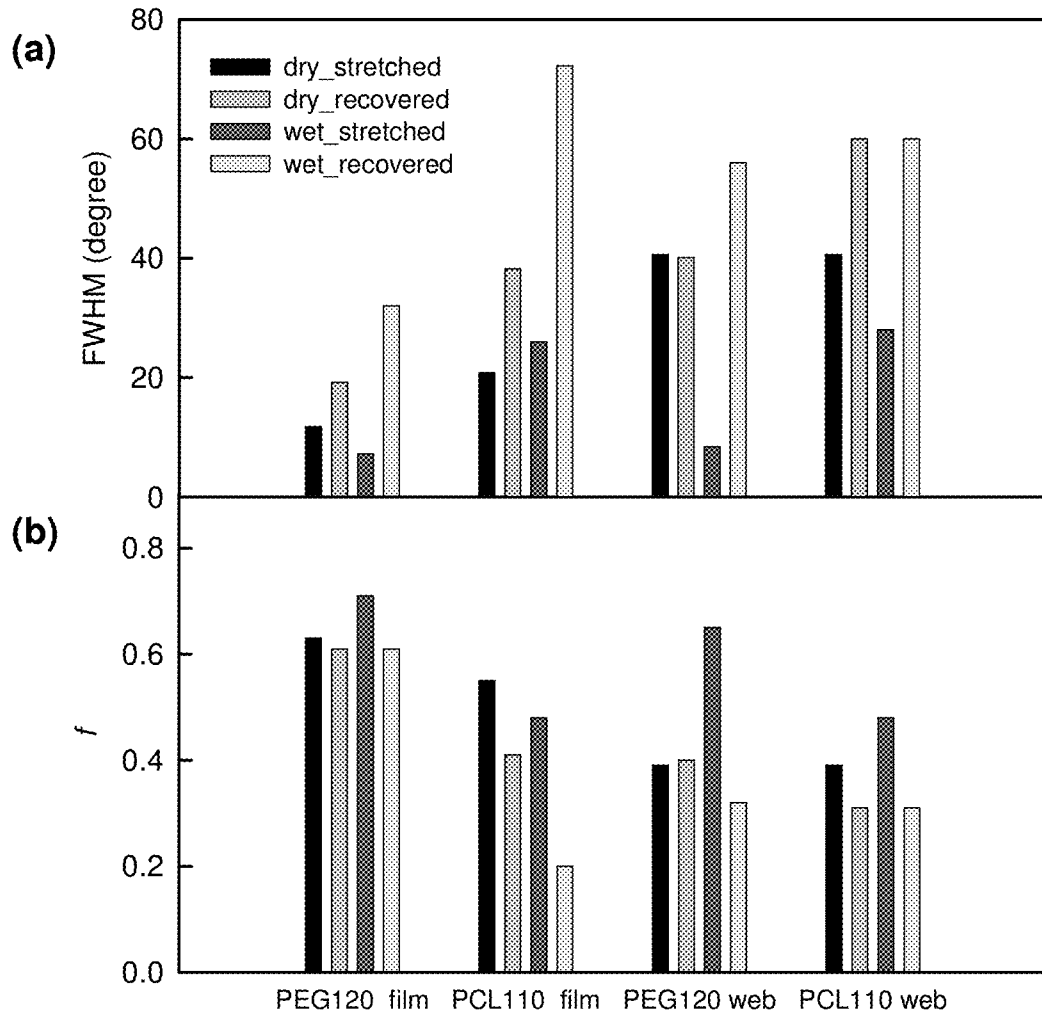 (a)
80
60
40
20
0
FWHM (degree)
dry_stretched
dry_recovered
wet_stretched
wet_recovered
(b)
0.8
0.6
0.4
0.2
0.0
f
PEG120 film PCL110 film PEG120 web PCL110 web